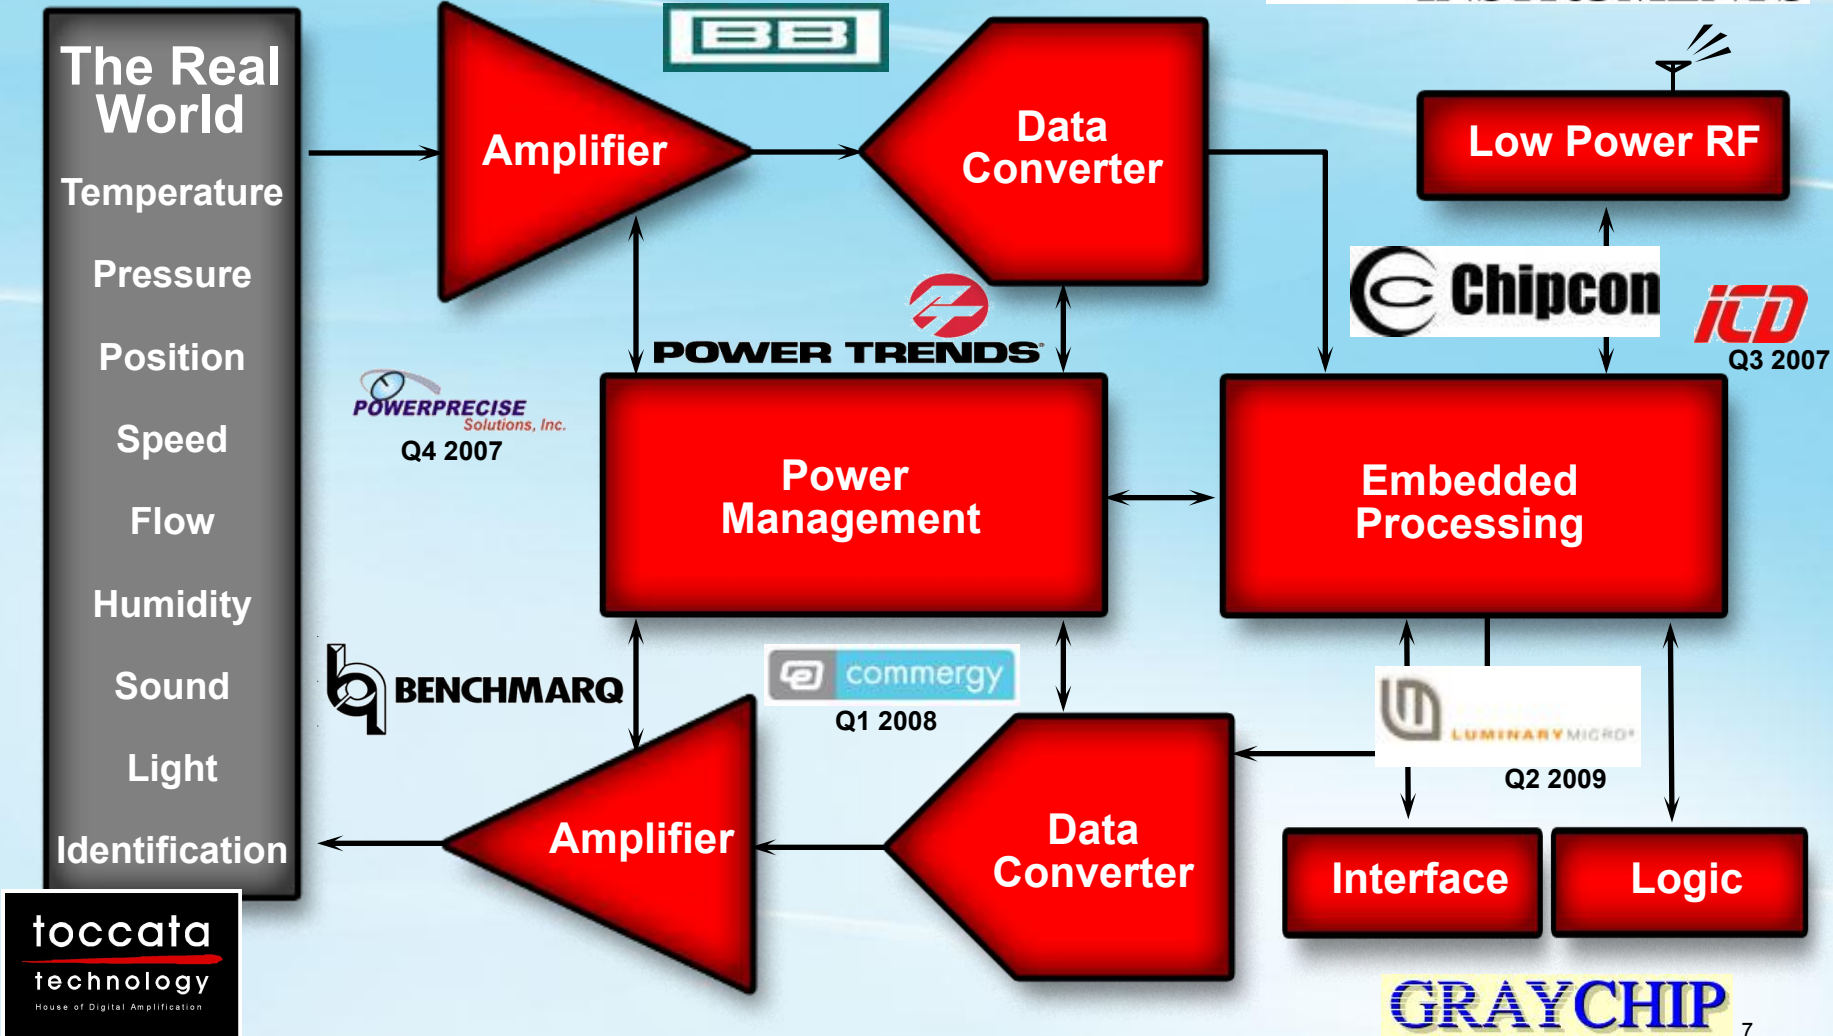 The Real
World
Temperature
Pressure
Position
Speed
Flow
Humidity
Sound
Light
Identification
toccata
technology
House of Digital Amplification
BB
Amplifier
Data
Converter
Low Power RF
Chipcon
iCD
Q3 2007
POWER TRENDS
POWERPRECISE
Solutions, Inc.
Q4 2007
Power
Management
Embedded
Processing
BENCHMARQ
commergy
Q1 2008
LUMINARY MICRO®
Q2 2009
Amplifier
Data
Converter
Interface
Logic
GRAYCHIP
7